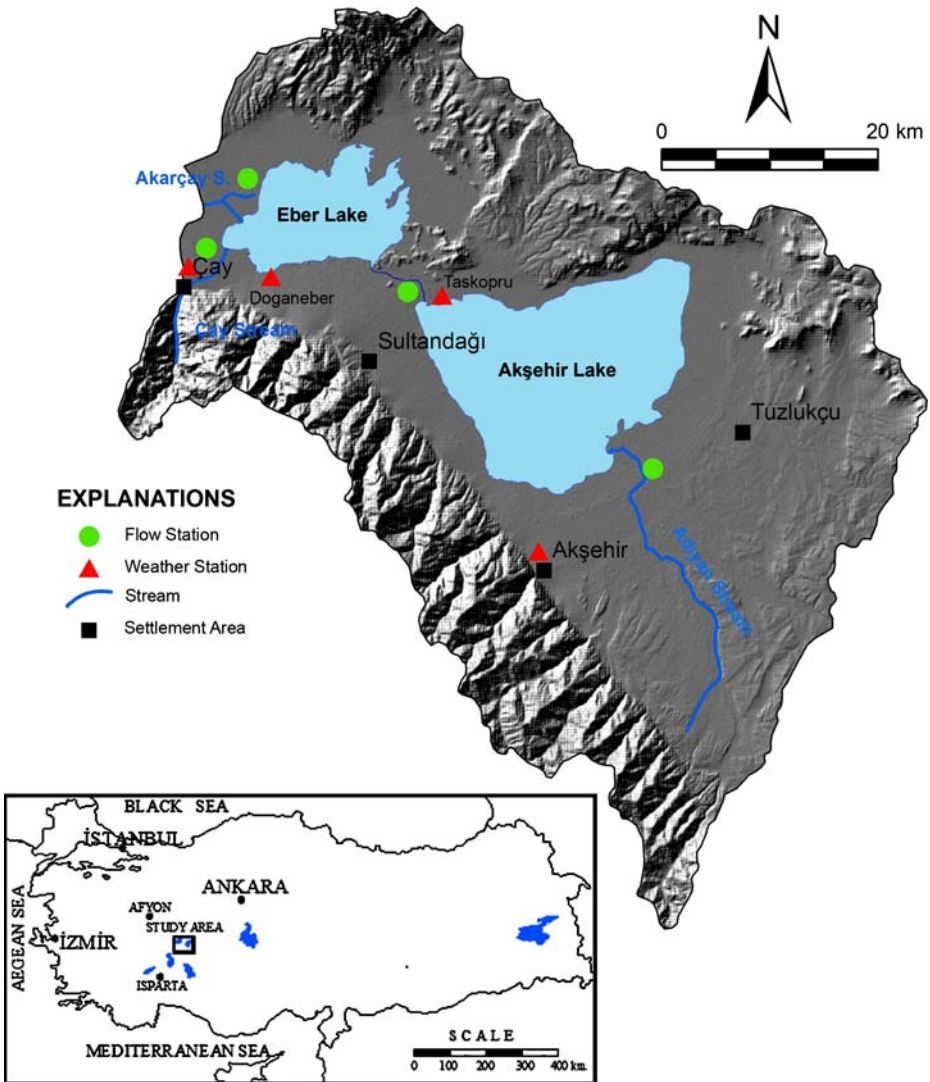 N
0 20 km
Akarçay S.
Eber Lake
Çay
Doganeber
Taskopru
Çay Stream
Sultandağı
Akşehir Lake
Tuzlukçu
Akşehir
Adıyan Stream
EXPLANATIONS
Flow Station
Weather Station
Stream
Settlement Area
BLACK SEA
İSTANBUL
ANKARA
AFYON
STUDY AREA
AEGEAN SEA
İZMİR
ISPARTA
SCALE
0 100 200 300 400 km.
MEDITERRANEAN SEA